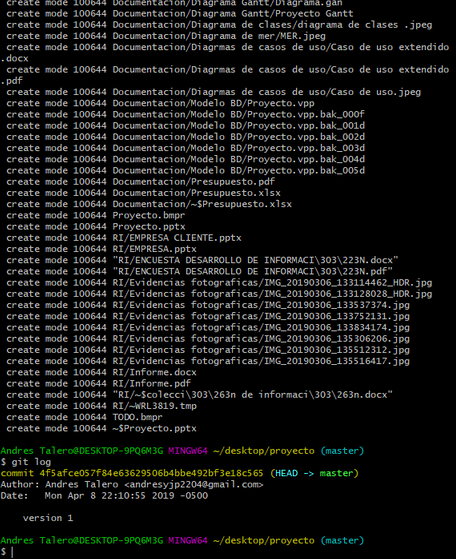 create mode 100644 Documentacion/Diagrama Gantt/Diagrama.gan
create mode 100644 Documentacion/Diagrama Gantt/Proyecto Gantt
create mode 100644 Documentacion/Diagrama de clases/diagrama de clases .jpeg
create mode 100644 Documentacion/Diagrama de mer/MER.jpeg
create mode 100644 Documentacion/Diagrmas de casos de uso/Caso de uso extendido
.docx
create mode 100644 Documentacion/Diagrmas de casos de uso/Caso de uso extendido
.pdf
create mode 100644 Documentacion/Diagrmas de casos de uso/Caso de uso.jpeg
create mode 100644 Documentacion/Modelo BD/Proyecto.vpp
create mode 100644 Documentacion/Modelo BD/Proyecto.vpp.bak_000f
create mode 100644 Documentacion/Modelo BD/Proyecto.vpp.bak_001d
create mode 100644 Documentacion/Modelo BD/Proyecto.vpp.bak_002d
create mode 100644 Documentacion/Modelo BD/Proyecto.vpp.bak_003d
create mode 100644 Documentacion/Modelo BD/Proyecto.vpp.bak_004d
create mode 100644 Documentacion/Modelo BD/Proyecto.vpp.bak_005d
create mode 100644 Documentacion/Presupuesto.pdf
create mode 100644 Documentacion/Presupuesto.xlsx
create mode 100644 Documentacion/~$Presupuesto.xlsx
create mode 100644 Proyecto.bmpr
create mode 100644 Proyecto.pptx
create mode 100644 RI/EMPRESA CLIENTE.pptx
create mode 100644 RI/EMPRESA.pptx
create mode 100644 "RI/ENCUESTA DESARROLLO DE INFORMACI\303\223N.docx"
create mode 100644 "RI/ENCUESTA DESARROLLO DE INFORMACI\303\223N.pdf"
create mode 100644 RI/Evidencias fotograficas/IMG_20190306_133114462_HDR.jpg
create mode 100644 RI/Evidencias fotograficas/IMG_20190306_133128028_HDR.jpg
create mode 100644 RI/Evidencias fotograficas/IMG_20190306_133537374.jpg
create mode 100644 RI/Evidencias fotograficas/IMG_20190306_133752131.jpg
create mode 100644 RI/Evidencias fotograficas/IMG_20190306_133834174.jpg
create mode 100644 RI/Evidencias fotograficas/IMG_20190306_135306206.jpg
create mode 100644 RI/Evidencias fotograficas/IMG_20190306_135512312.jpg
create mode 100644 RI/Evidencias fotograficas/IMG_20190306_135516417.jpg
create mode 100644 RI/Informe.docx
create mode 100644 RI/Informe.pdf
create mode 100644 "RI/~$colecci\303\263n de informaci\303\263n.docx"
create mode 100644 RI/~WRL3819.tmp
create mode 100644 TODO.bmpr
create mode 100644 ~$Proyecto.pptx
Andres Talero@DESKTOP-9PQ6M3G MINGW64 ~/desktop/proyecto (master)
$ git log
commit 4f5afce057f84e63629506b4bbe492bf3e18c565 (HEAD -> master)
Author: Andres Talero <andresyjp2204@gmail.com>
Date:   Mon Apr 8 22:10:55 2019 -0500
version 1
Andres Talero@DESKTOP-9PQ6M3G MINGW64 ~/desktop/proyecto (master)
$